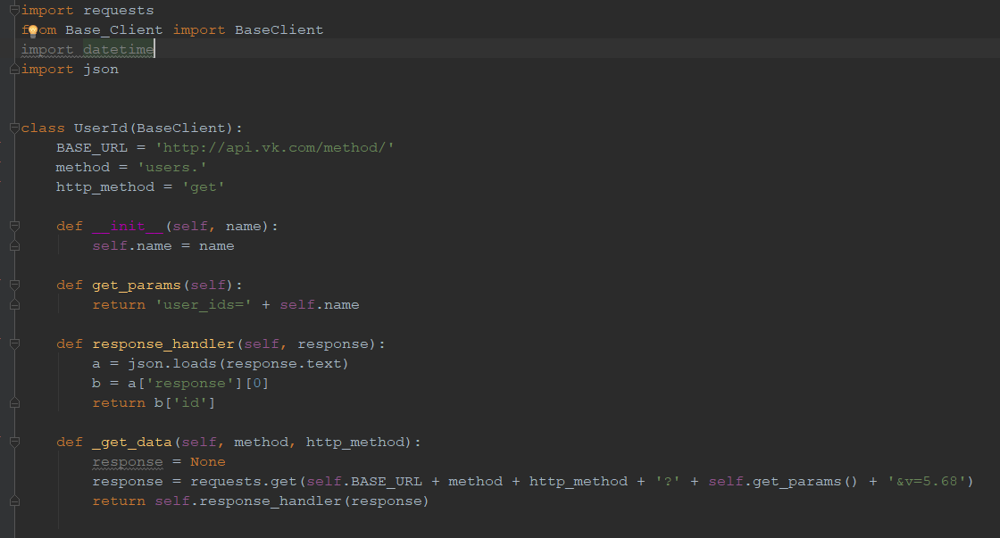 import requests
from Base_Client import BaseClient
import datetime
import json
class UserId(BaseClient):
    BASE_URL = 'http://api.vk.com/method/'
    method = 'users.'
    http_method = 'get'
    def __init__(self, name):
        self.name = name
    def get_params(self):
        return 'user_ids=' + self.name
    def response_handler(self, response):
        a = json.loads(response.text)
        b = a['response'][0]
        return b['id']
    def _get_data(self, method, http_method):
        response = None
        response = requests.get(self.BASE_URL + method + http_method + '?' + self.get_params() + '&v=5.68')
        return self.response_handler(response)